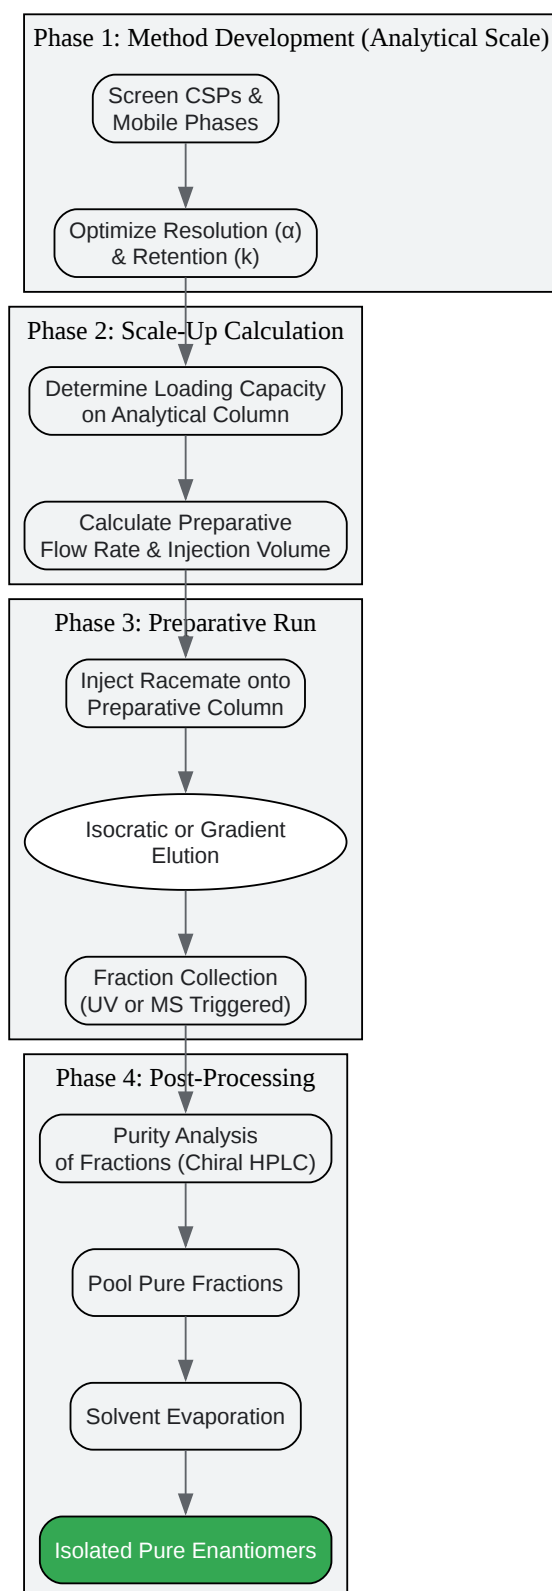 Phase 1: Method Development (Analytical Scale)
Screen CSPs &
Mobile Phases
Optimize Resolution (α)
& Retention (k)
Phase 2: Scale-Up Calculation
Determine Loading Capacity
on Analytical Column
Calculate Preparative
Flow Rate & Injection Volume
Phase 3: Preparative Run
Inject Racemate onto
Preparative Column
Isocratic or Gradient
Elution
Fraction Collection
(UV or MS Triggered)
Phase 4: Post-Processing
Purity Analysis
of Fractions (Chiral HPLC)
Pool Pure Fractions
Solvent Evaporation
Isolated Pure Enantiomers